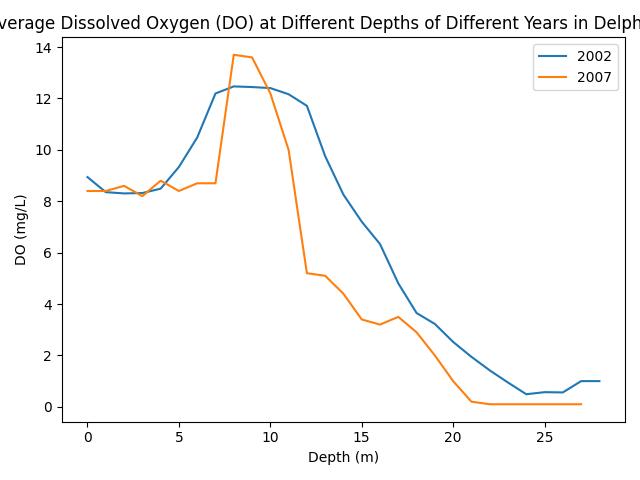 verage Dissolved Oxygen (DO) at Different Depths of Different Years in Delph
14
12
10
8
6
4
2
0
DO (mg/L)
2002
2007
0 5 10 15 20 25
Depth (m)